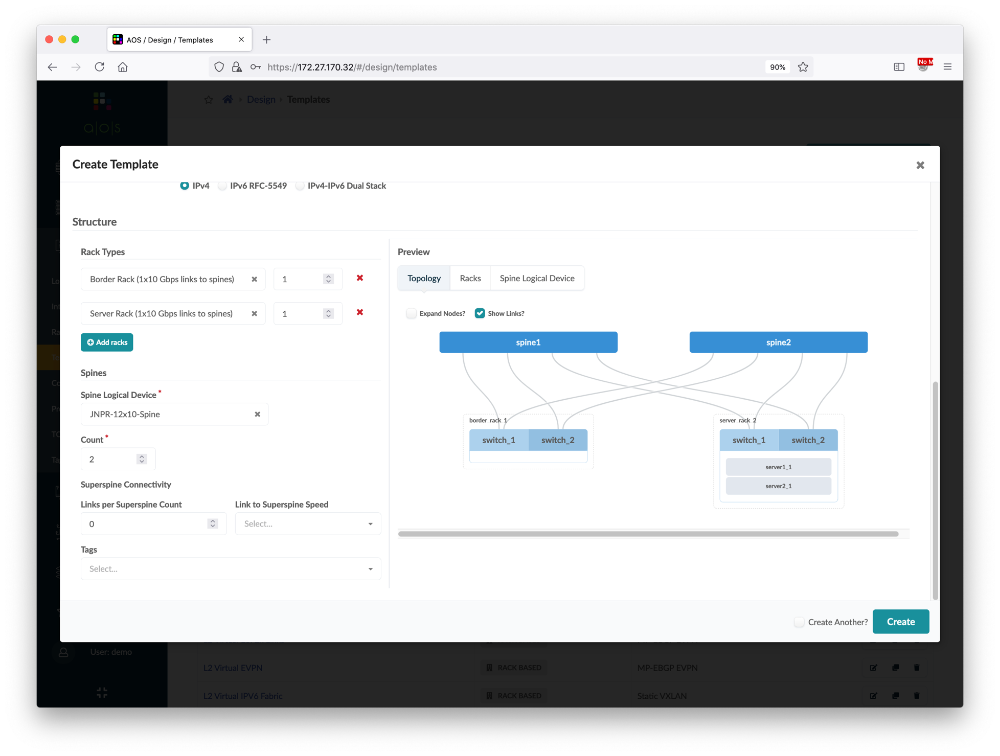 AOS / Design / Templates
https://172.27.170.32/#/design/templates
90%
No M
a|o|s
Design
Templates
Create Template
IPv4
IPv6 RFC-5549
IPv4-IPv6 Dual Stack
Structure
Rack Types
Border Rack (1x10 Gbps links to spines)
1
Server Rack (1x10 Gbps links to spines)
1
Add racks
Spines
Spine Logical Device *
JNPR-12x10-Spine
Count *
2
Superspine Connectivity
Links per Superspine Count
Link to Superspine Speed
0
Select...
Tags
Select...
Preview
Topology
Racks
Spine Logical Device
Expand Nodes?
Show Links?
spine1
spine2
border_rack_1
switch_1
switch_2
server_rack_2
switch_1
switch_2
server1_1
server2_1
Create Another?
Create
User: demo
L2 Virtual EVPN
RACK BASED
MP-EBGP EVPN
L2 Virtual IPV6 Fabric
RACK BASED
Static VXLAN